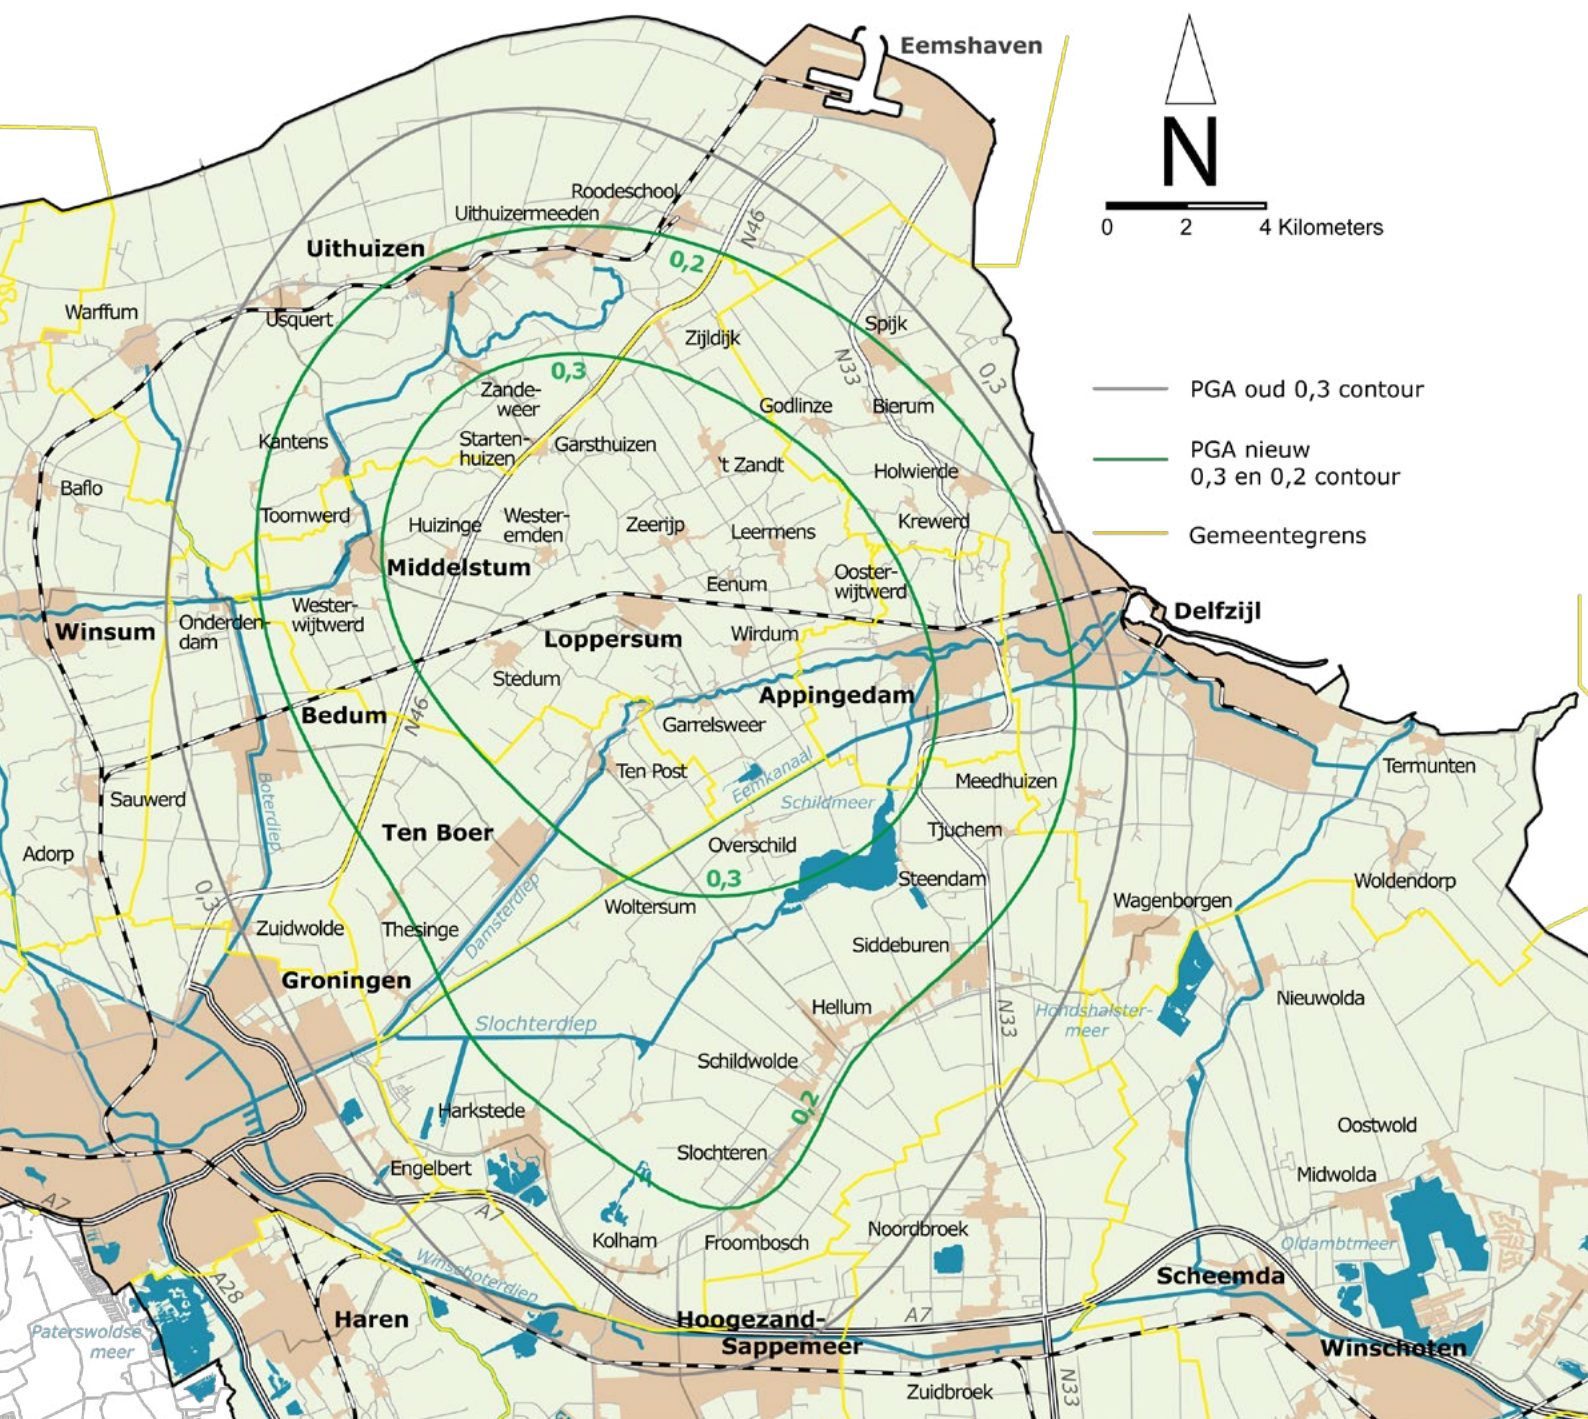 Eemshaven
N
0 2 4 Kilometers
PGA oud 0,3 contour
PGA nieuw
0,3 en 0,2 contour
Gemeentegrens
Roodeschool
Uithuizermeeden
Uithuizen
N46
0,2
Warffum
Usquert
Zijldijk
Spijk
N33
0,3
0,3
Zande-
weer
Godlinze
Bierum
Kantens
Starten-
huizen
Garsthuizen
't Zandt
Holwierde
Baflo
Toornwerd
Huizinge
Wester-
emden
Zeerijp
Leermens
Krewerd
Middelstum
Eenum
Ooster-
wijtwerd
Delfzijl
Winsum
Onderden-
dam
Wester-
wijtwerd
Loppersum
Wirdum
Stedum
Appingedam
Bedum
N46
Garrelsweer
Ten Post
Eemkanaal
Schildmeer
Meedhuizen
Termunten
Sauwerd
Boterdiep
Ten Boer
Overschild
Tjuchem
Adorp
0,3
0,3
Steendam
Woldendorp
Wagenborgen
Woltersum
Zuidwolde
Thesinge
Damsterdiep
Siddeburen
Groningen
Hellum
N33
Hondshalster-
meer
Nieuwolda
Slochterdiep
Schildwolde
0,2
Harkstede
Oostwold
Engelbert
Slochteren
Midwolda
A7
A7
Kolham
Froombosch
Noordbroek
Oldambtmeer
Winschoterdiep
Scheemda
A28
Haren
Hoogezand-
Sappemeer
A7
Paterswoldse
meer
Winschoten
Zuidbroek
N33